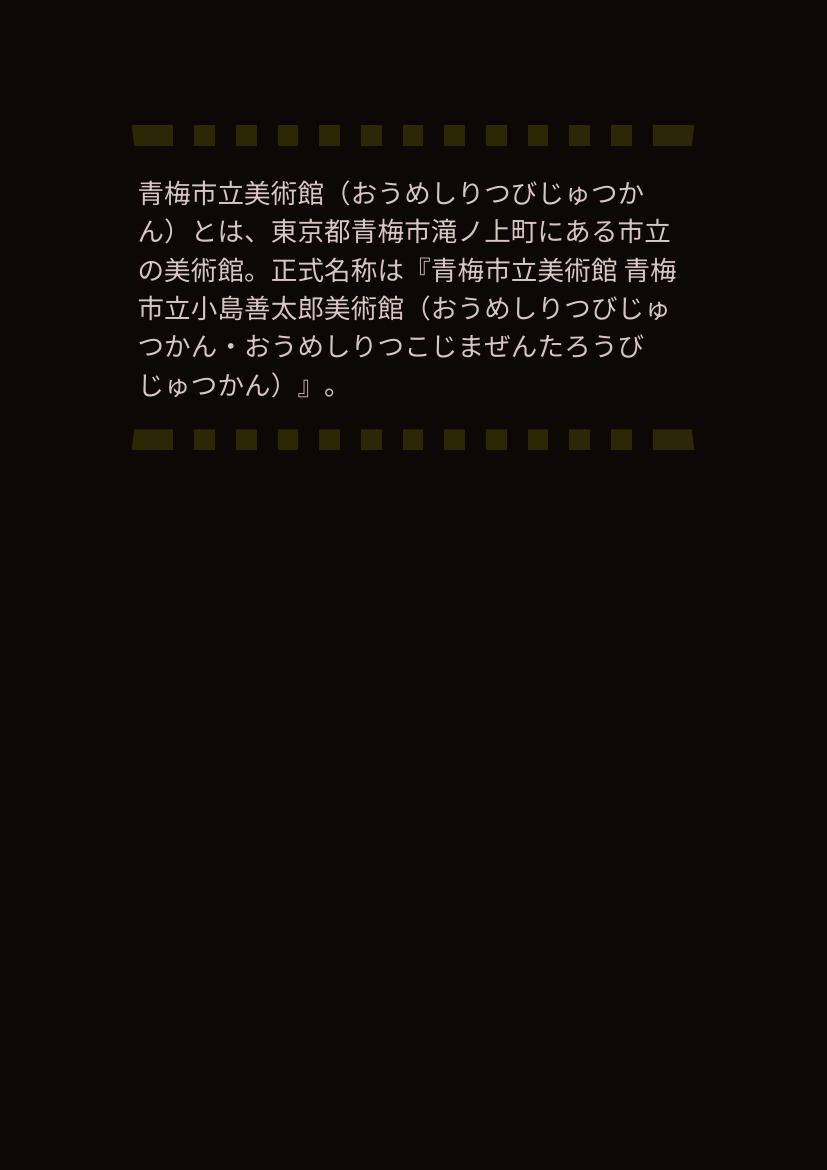 青梅市立美術館（おうめしりつびじゅつか
ん）とは、東京都青梅市滝ノ上町にある市立
の美術館。正式名称は『青梅市立美術館 青梅
市立小島善太郎美術館（おうめしりつびじゅ
つかん・おうめしりつこじまぜんたろうび
じゅつかん）』。